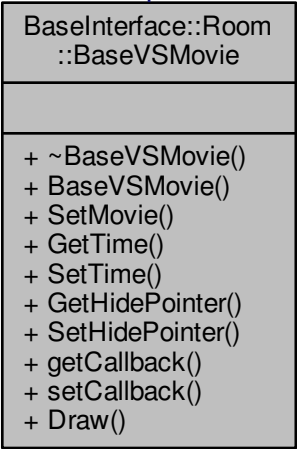 BaseInterface::Room
::BaseVSMovie
+ ~BaseVSMovie()
+ BaseVSMovie()
+ SetMovie()
+ GetTime()
+ SetTime()
+ GetHidePointer()
+ SetHidePointer()
+ getCallback()
+ setCallback()
+ Draw()